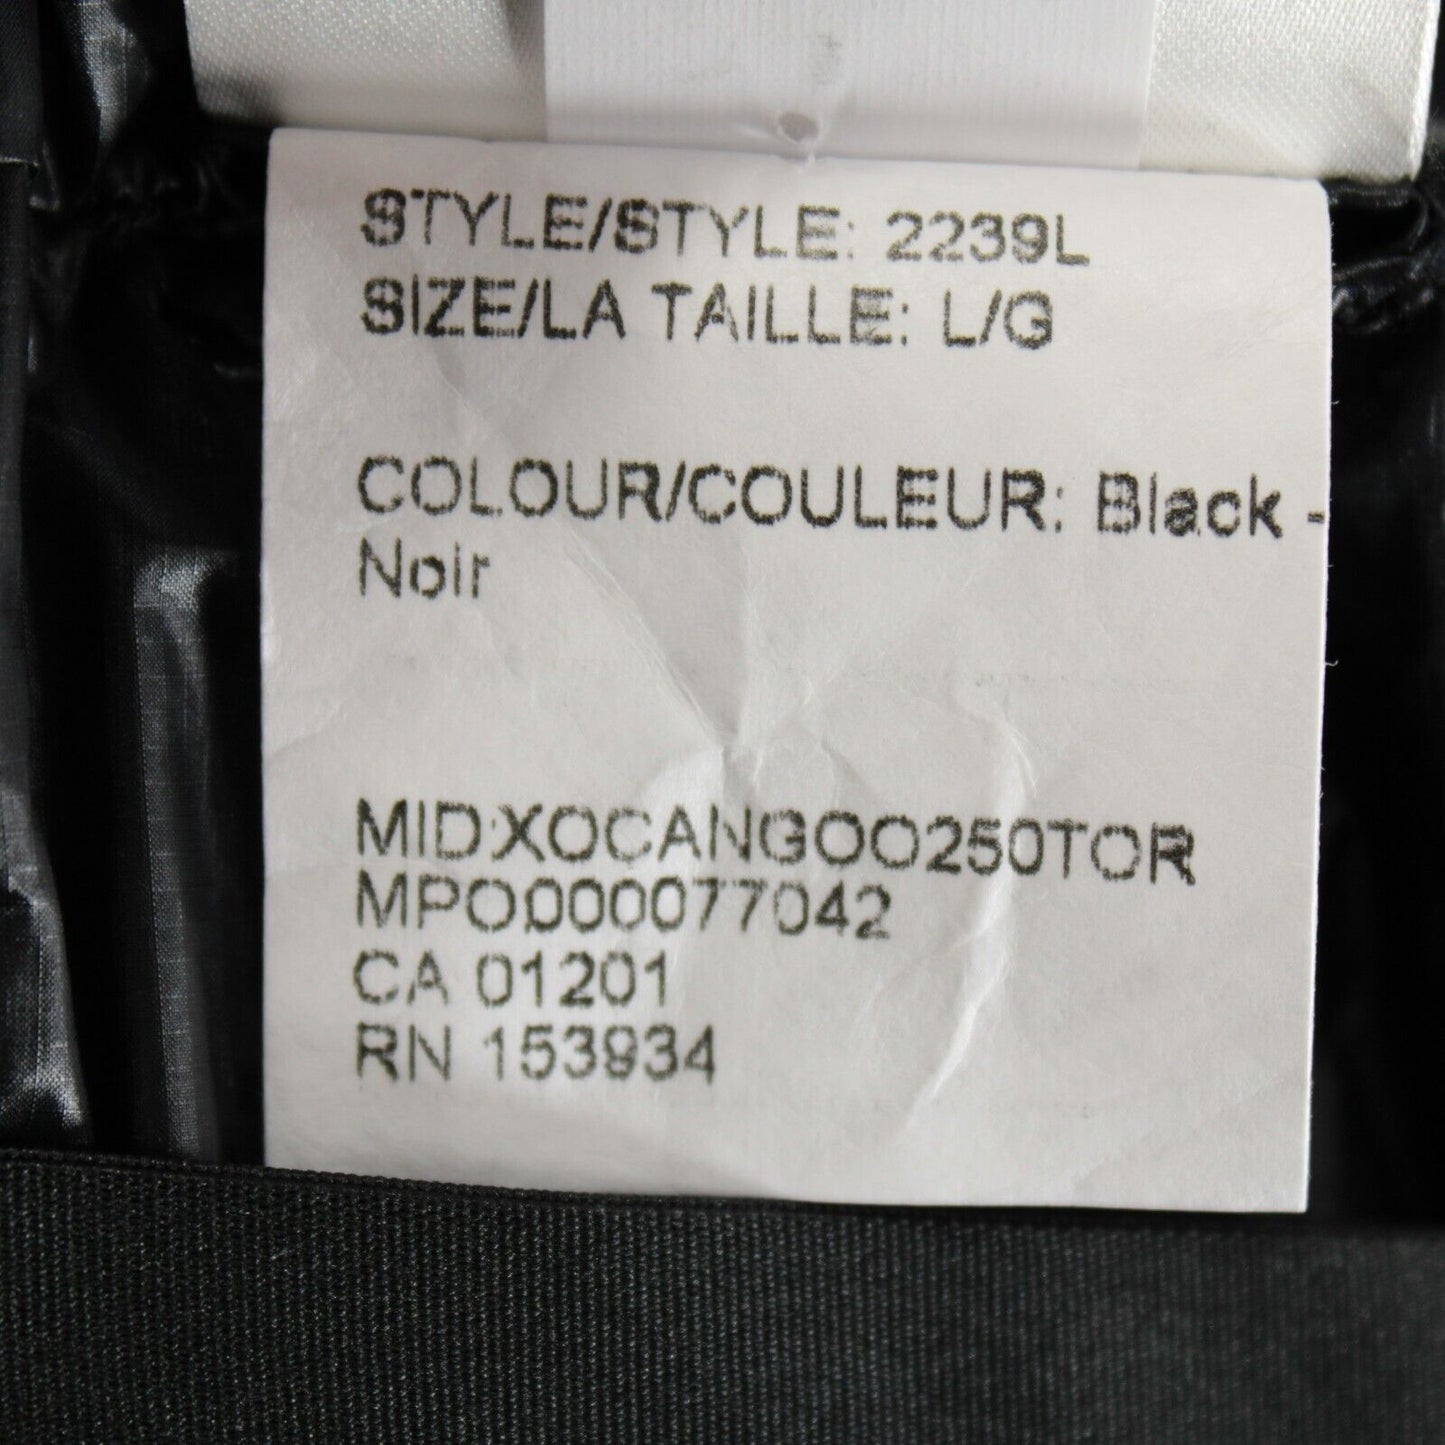 STYLE/STYLE: 2239L
SIZE/LA TAILLE: L/G
COLOUR/COULEUR: Black -
Noir
MID:XOCANGOO250TOR
MPO000077042
CA 01201
RN 153934